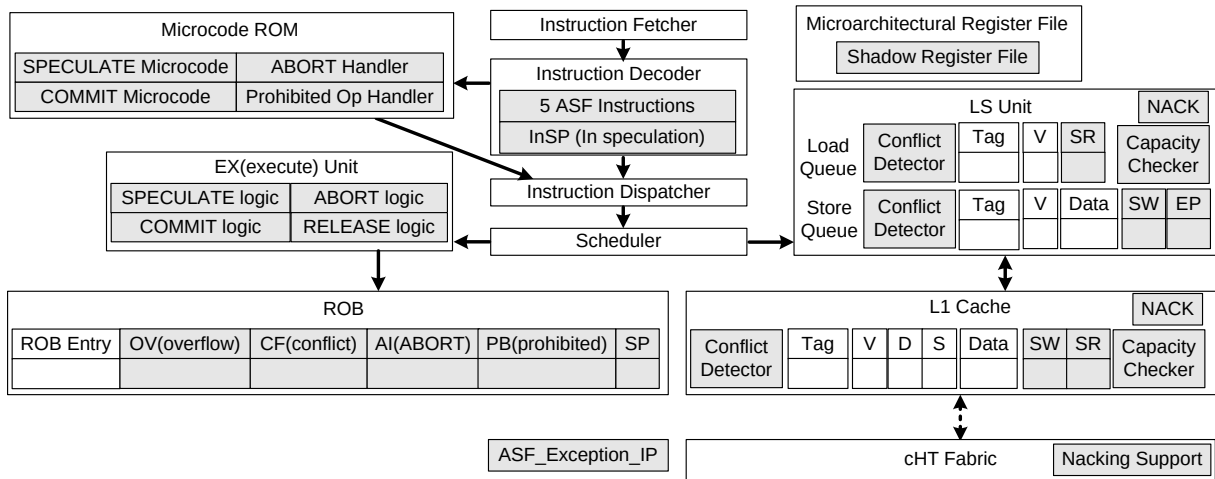 Microcode ROM
SPECULATE Microcode
ABORT Handler
COMMIT Microcode
Prohibited Op Handler
Instruction Fetcher
Instruction Decoder
5 ASF Instructions
InSP (In speculation)
Instruction Dispatcher
Scheduler
Microarchitectural Register File
Shadow Register File
EX(execute) Unit
SPECULATE logic
ABORT logic
COMMIT logic
RELEASE logic
LS Unit
NACK
Load
Queue
Conflict
Detector
Tag
V
SR
Capacity
Checker
Store
Queue
Conflict
Detector
Tag
V
Data
SW
EP
ROB
ROB Entry
OV(overflow)
CF(conflict)
AI(ABORT)
PB(prohibited)
SP
L1 Cache
NACK
Conflict
Detector
Tag
V
D
S
Data
SW
SR
Capacity
Checker
ASF_Exception_IP
cHT Fabric
Nacking Support